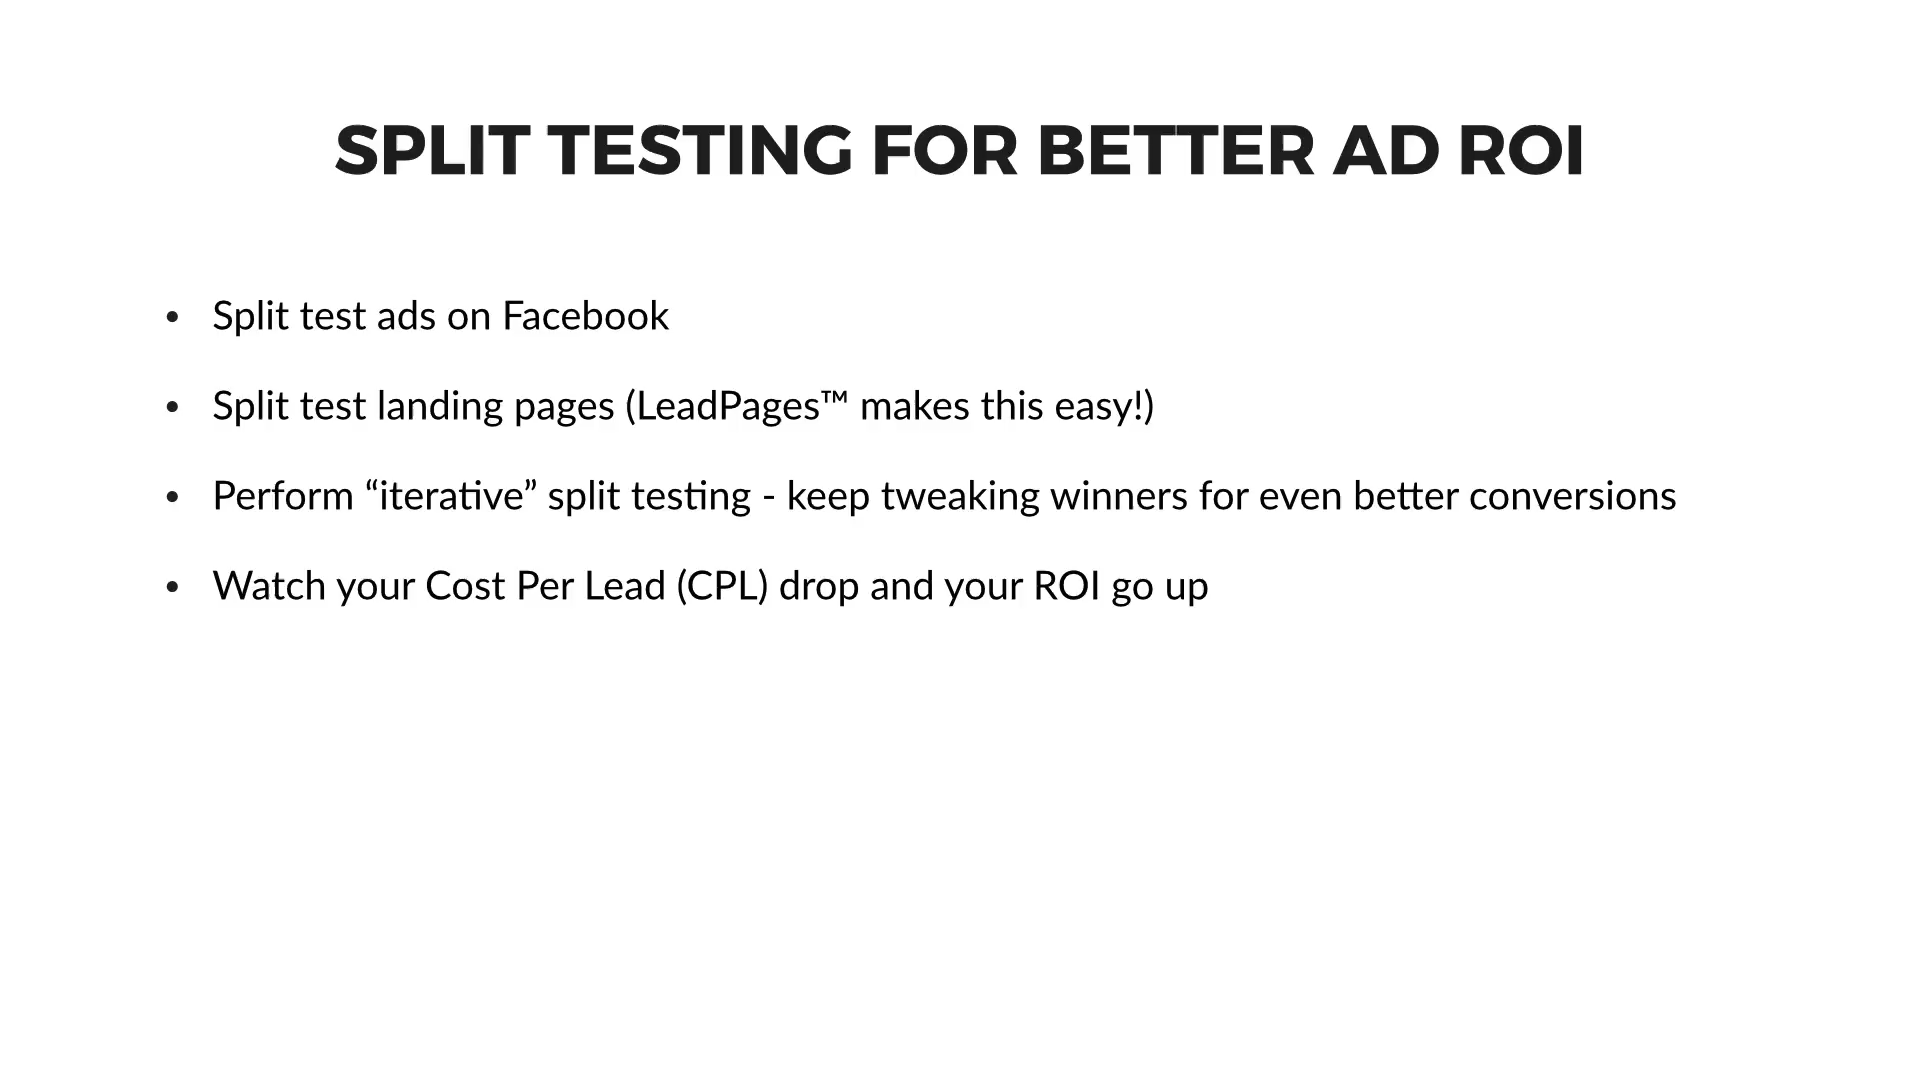 SPLIT TESTING FOR BETTER AD ROI
• Split test ads on Facebook
• Split test landing pages (LeadPages™ makes this easy!)
• Perform “iterative” split testing - keep tweaking winners for even better conversions
• Watch your Cost Per Lead (CPL) drop and your ROI go up